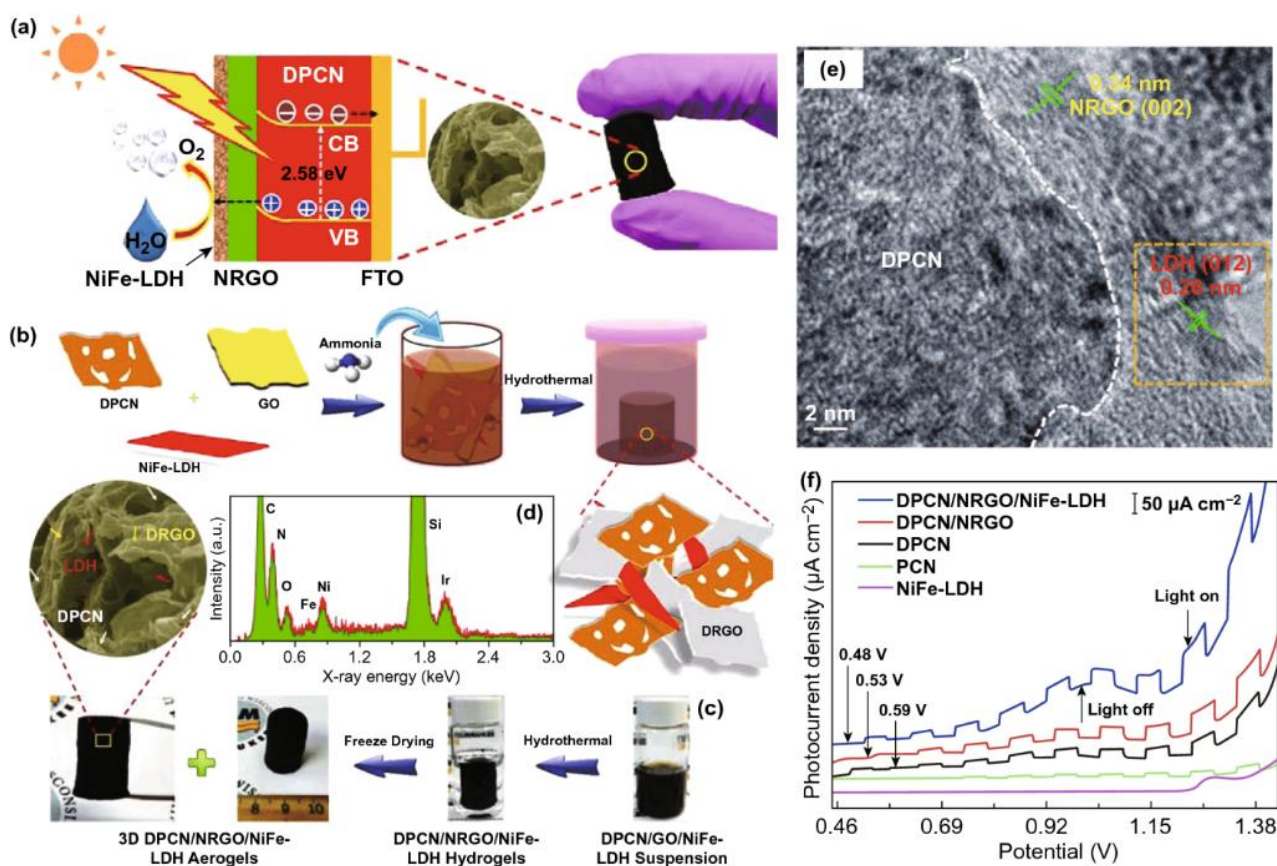 (a)
DPCN
O₂
CB
2.58 eV
H₂O
VB
NiFe-LDH
NRGO
FTO
(b)
DPCN
+
GO
NiFe-LDH
Ammonia
Hydrothermal
DRGO
LDH
DPCN
(d)
Intensity (a.u.)
C
N
O
Fe
Ni
Si
Ir
0.0 0.6 1.2 1.8 2.4 3.0
X-ray energy (keV)
DRGO
(c)
Freeze Drying
Hydrothermal
8 9 10
3D DPCN/NRGO/NiFe-
LDH Aerogels
DPCN/NRGO/NiFe-
LDH Hydrogels
DPCN/GO/NiFe-
LDH Suspension
(e)
0.34 nm
NRGO (002)
DPCN
LDH (012)
0.26 nm
2 nm
(f)
DPCN/NRGO/NiFe-LDH
DPCN/NRGO
DPCN
PCN
NiFe-LDH
50 μA cm⁻²
Light on
0.48 V
0.53 V
0.59 V
Light off
Photocurrent density (μA cm⁻²)
0.46 0.69 0.92 1.15 1.38
Potential (V)